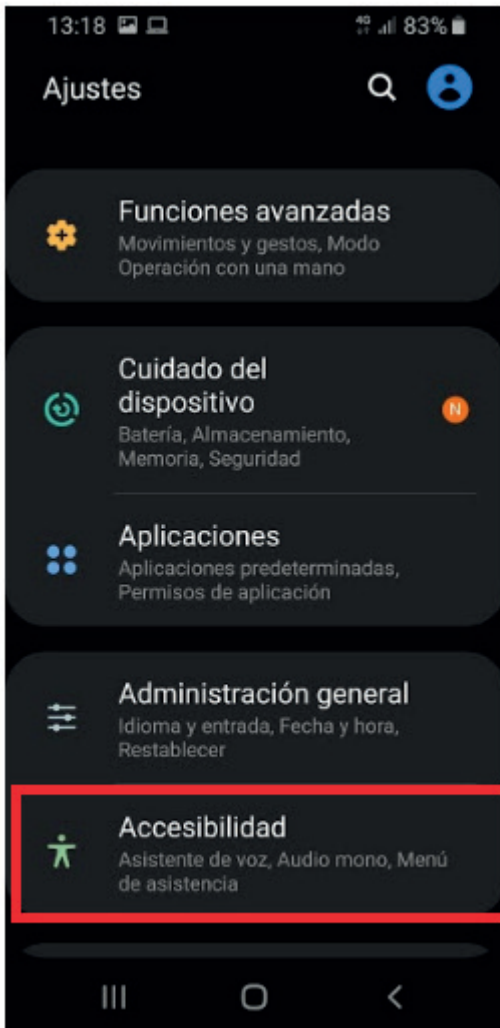 13:18 4G 83%
Ajustes
Funciones avanzadas
Movimientos y gestos, Modo
Operación con una mano
Cuidado del
dispositivo
N
Batería, Almacenamiento,
Memoria, Seguridad
Aplicaciones
Aplicaciones predeterminadas,
Permisos de aplicación
Administración general
Idioma y entrada, Fecha y hora,
Restablecer
Accesibilidad
Asistente de voz, Audio mono, Menú
de asistencia